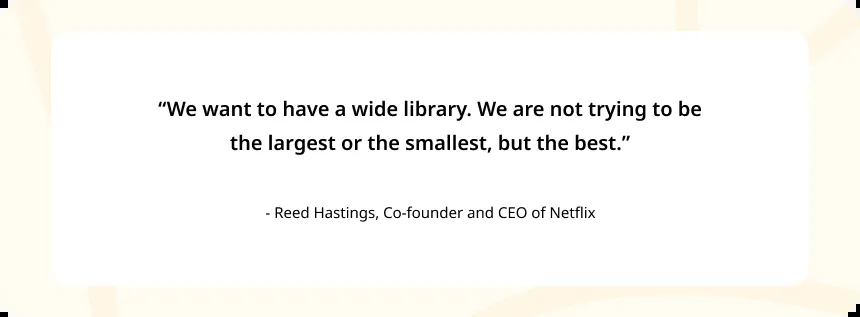 “We want to have a wide library. We are not trying to be
the largest or the smallest, but the best.”
- Reed Hastings, Co-founder and CEO of Netflix